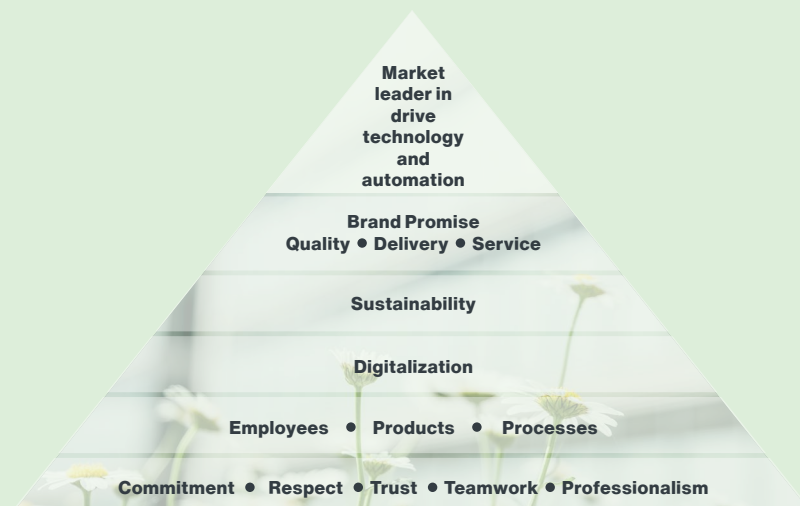 Market
leader in
drive
technology
and
automation
Brand Promise
Quality • Delivery • Service
Sustainability
Digitalization
Employees • Products • Processes
Commitment • Respect • Trust • Teamwork • Professionalism